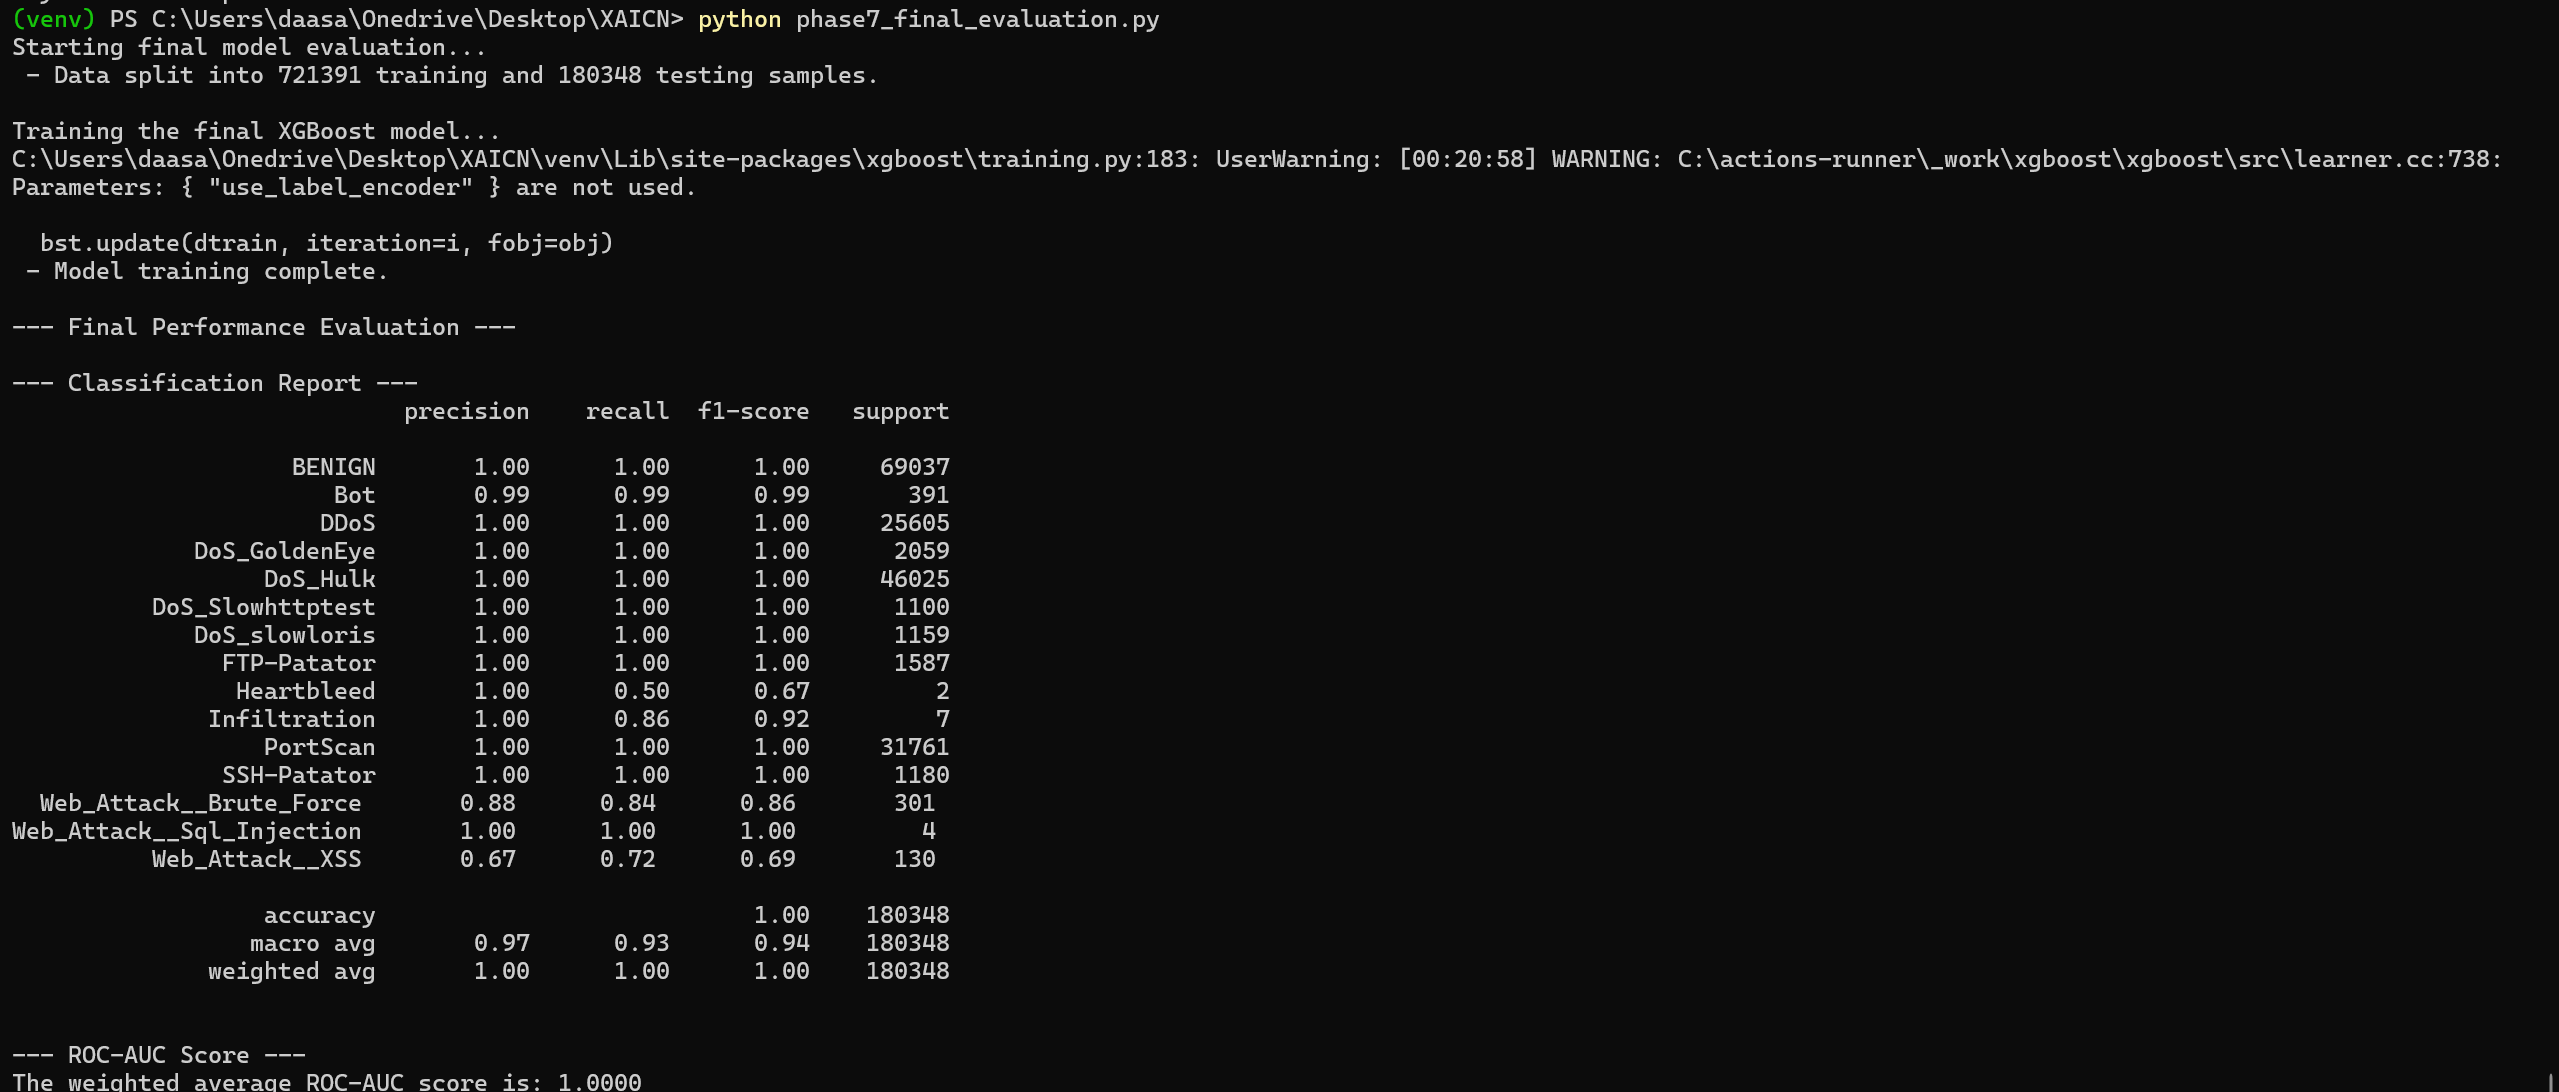 (venv) PS C:\Users\daasa\Onedrive\Desktop\XAICN> python phase7_final_evaluation.py
Starting final model evaluation...
 - Data split into 721391 training and 180348 testing samples.

Training the final XGBoost model...
C:\Users\daasa\Onedrive\Desktop\XAICN\venv\Lib\site-packages\xgboost\training.py:183: UserWarning: [00:20:58] WARNING: C:\actions-runner\_work\xgboost\xgboost\src\learner.cc:738:
Parameters: { "use_label_encoder" } are not used.

  bst.update(dtrain, iteration=i, fobj=obj)
 - Model training complete.

--- Final Performance Evaluation ---

--- Classification Report ---
                            precision    recall  f1-score   support

                    BENIGN       1.00      1.00      1.00     69037
                       Bot       0.99      0.99      0.99       391
                      DDoS       1.00      1.00      1.00     25605
             DoS_GoldenEye       1.00      1.00      1.00      2059
                  DoS_Hulk       1.00      1.00      1.00     46025
          DoS_Slowhttptest       1.00      1.00      1.00      1100
             DoS_slowloris       1.00      1.00      1.00      1159
               FTP-Patator       1.00      1.00      1.00      1587
                Heartbleed       1.00      0.50      0.67         2
              Infiltration       1.00      0.86      0.92         7
                  PortScan       1.00      1.00      1.00     31761
               SSH-Patator       1.00      1.00      1.00      1180
  Web_Attack__Brute_Force       0.88      0.84      0.86       301
Web_Attack__Sql_Injection       1.00      1.00      1.00         4
          Web_Attack__XSS       0.67      0.72      0.69       130

                  accuracy                           1.00    180348
                 macro avg       0.97      0.93      0.94    180348
              weighted avg       1.00      1.00      1.00    180348

--- ROC-AUC Score ---
The weighted average ROC-AUC score is: 1.0000